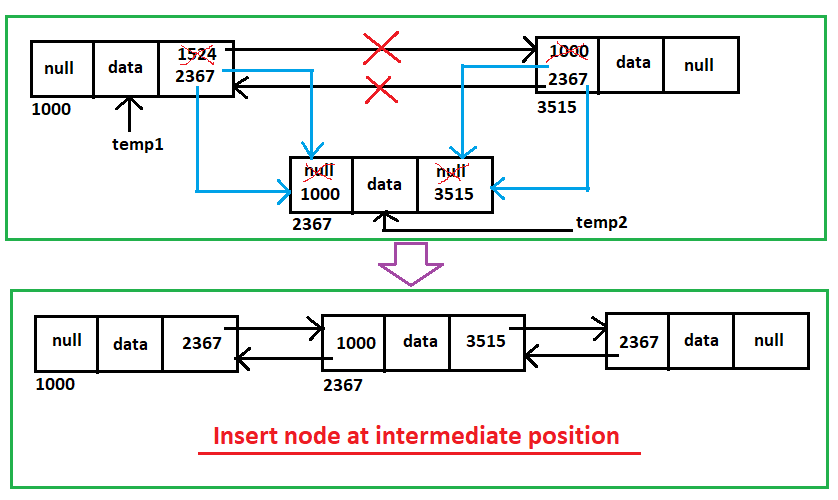 null data 1524 1000
2367 2367 data null
1000 3515
temp1
null null
1000 data 3515
2367 temp2
null data 2367 1000 data 3515 2367 data null
1000 2367
Insert node at intermediate position